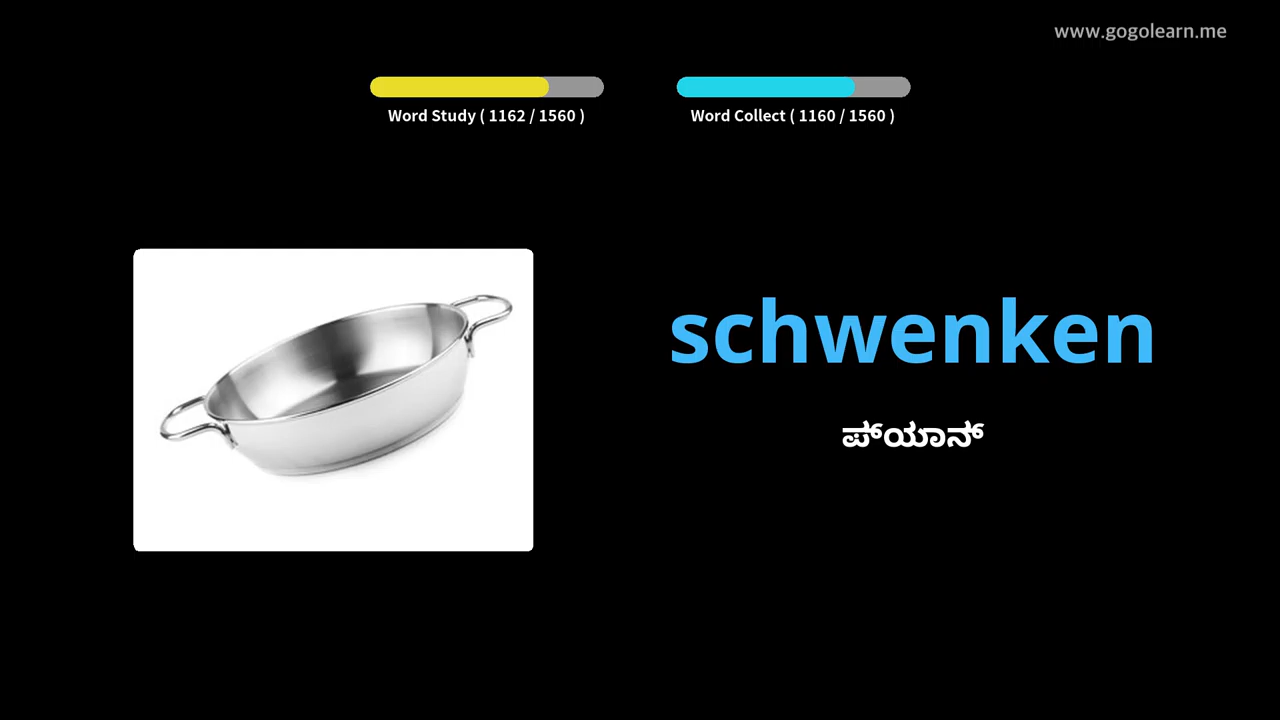 www.gogolearn.me
Word Study ( 1162 / 1560 )
Word Collect ( 1160 / 1560 )
schwenken
ಪ್‌ಯಾನ್